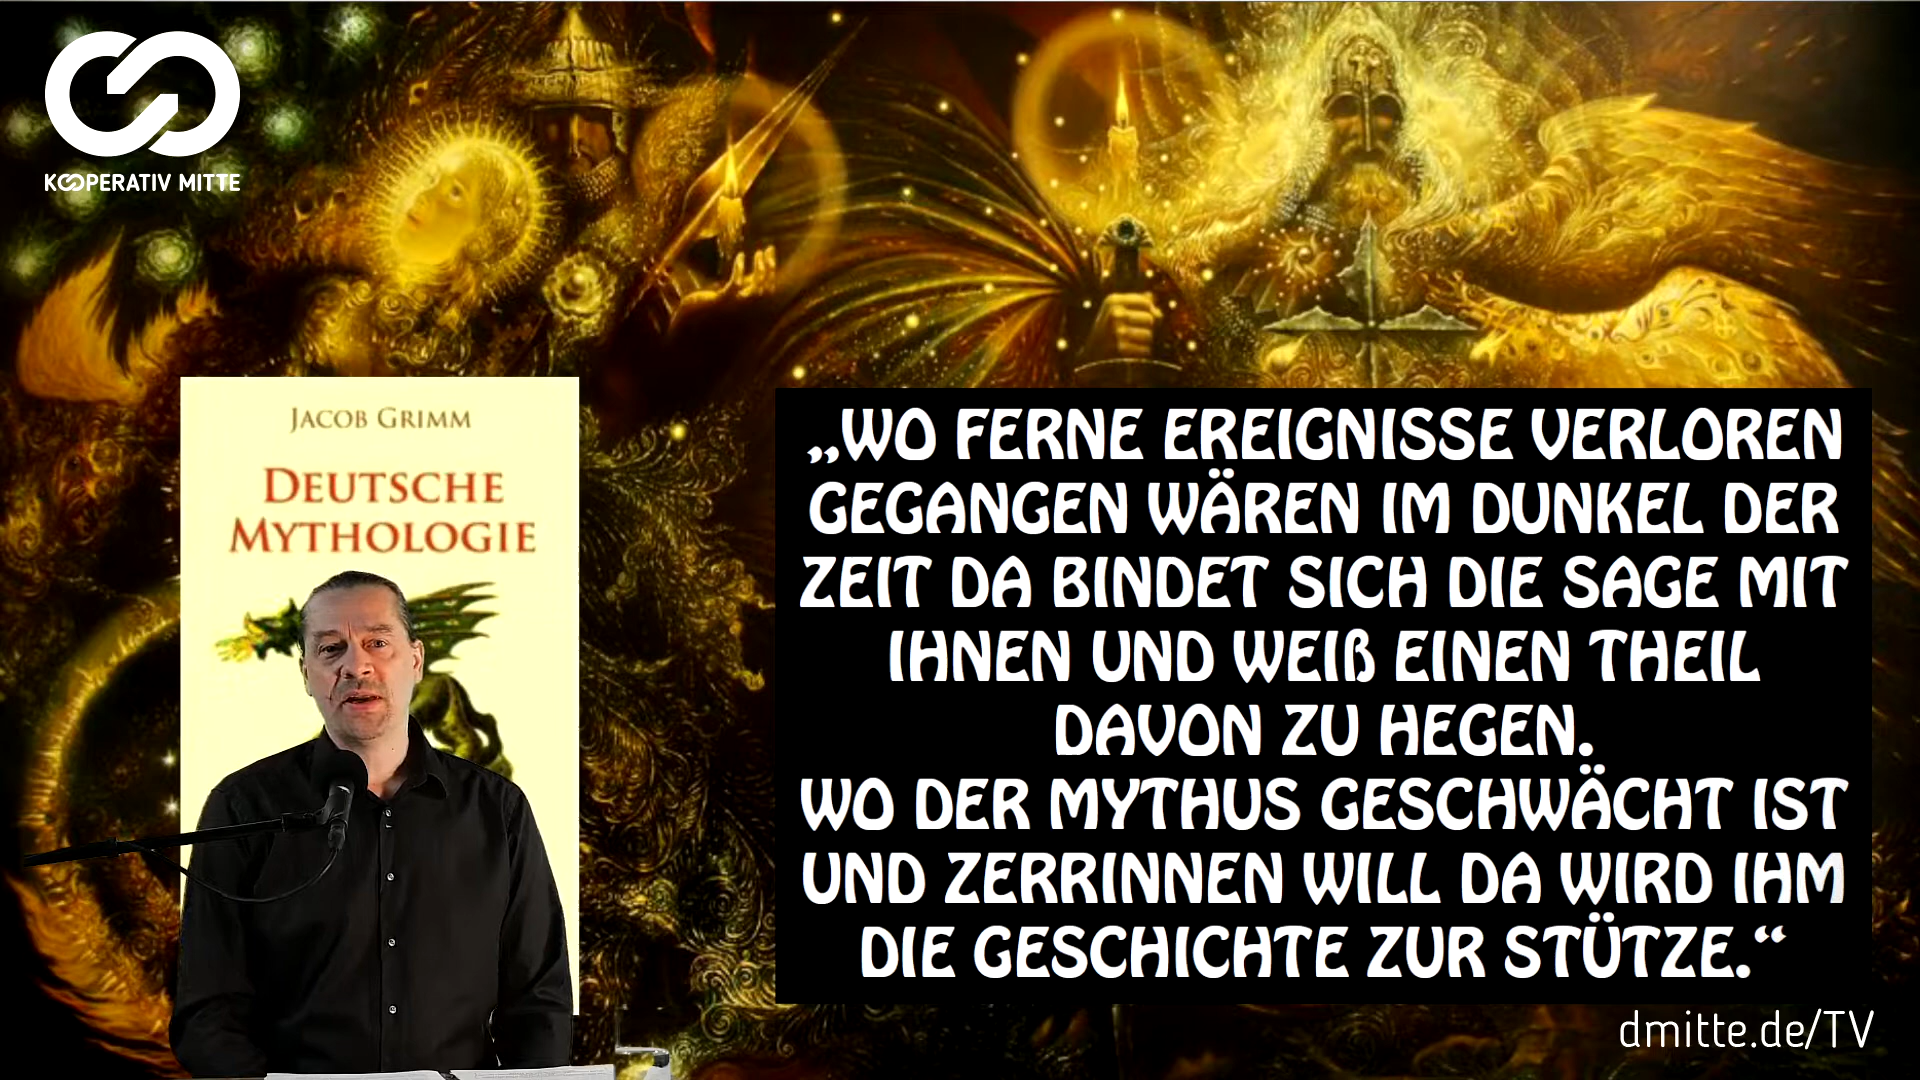 KOOPERATIV MITTE
JACOB GRIMM
DEUTSCHE
MYTHOLOGIE
„WO FERNE EREIGNISSE VERLOREN
GEGANGEN WÄREN IM DUNKEL DER
ZEIT DA BINDET SICH DIE SAGE MIT
IHNEN UND WEIß EINEN THEIL
DAVON ZU HEGEN.
WO DER MYTHUS GESCHWÄCHT IST
UND ZERRINNEN WILL DA WIRD IHM
DIE GESCHICHTE ZUR STÜTZE.“
dmitte.de/TV